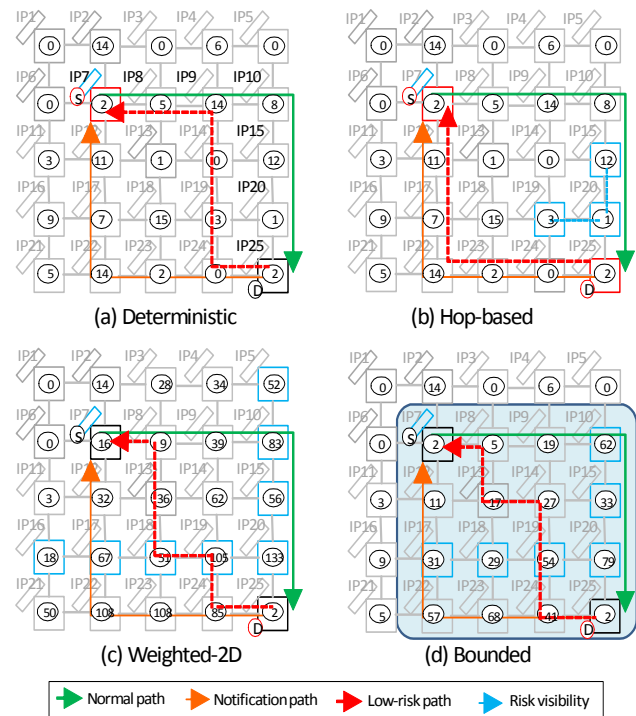 IP1 IP2 IP3 IP4 IP5
0 14 0 6 0
IP6 IP7 IP8 IP9 IP10
S
0 2 5 14 8
IP11 IP12 IP13 IP14 IP15
3 11 1 0 12
IP16 IP17 IP18 IP19 IP20
9 7 15 3 1
IP21 IP22 IP23 IP24 IP25
5 14 2 0 2
D
(a) Deterministic
IP1 IP2 IP3 IP4 IP5
0 14 0 6 0
IP6 IP7 IP8 IP9 IP10
S
0 2 5 14 8
IP11 IP12 IP13 IP14 IP15
3 11 1 0 12
IP16 IP17 IP18 IP19 IP20
9 7 15 3 1
IP21 IP22 IP23 IP24 IP25
5 14 2 0 2
D
(b) Hop-based
IP1 IP2 IP3 IP4 IP5
0 14 28 34 52
IP6 IP7 IP8 IP9 IP10
S
0 16 9 39 83
IP11 IP12 IP13 IP14 IP15
3 32 36 62 56
IP16 IP17 IP18 IP19 IP20
18 67 51 105 133
IP21 IP22 IP23 IP24 IP25
50 108 108 85 2
D
(c) Weighted-2D
IP1 IP2 IP3 IP4 IP5
0 14 0 6 0
IP6 IP7 IP8 IP9 IP10
S
0 2 5 19 62
IP11 IP12 IP13 IP14 IP15
3 11 17 27 33
IP16 IP17 IP18 IP19 IP20
9 31 29 54 79
IP21 IP22 IP23 IP24 IP25
5 57 68 41 2
D
(d) Bounded
Normal path Notification path Low-risk path Risk visibility